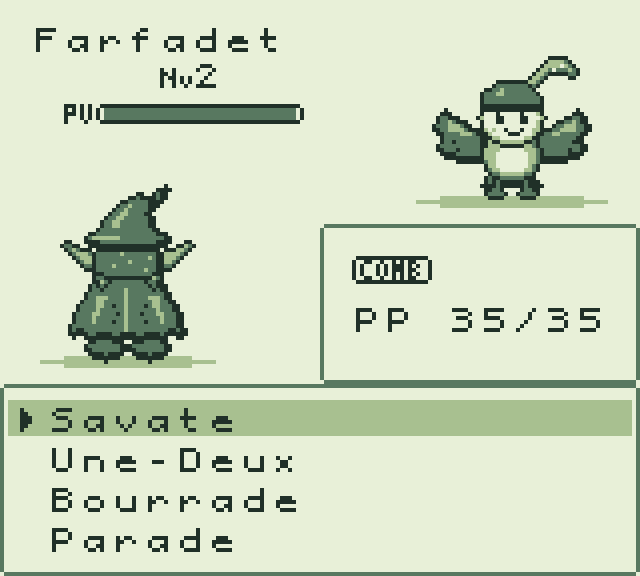 Farfadet
Nv2
PV
COMB
PP 35/35
Savate
Une-Deux
Bourrade
Parade